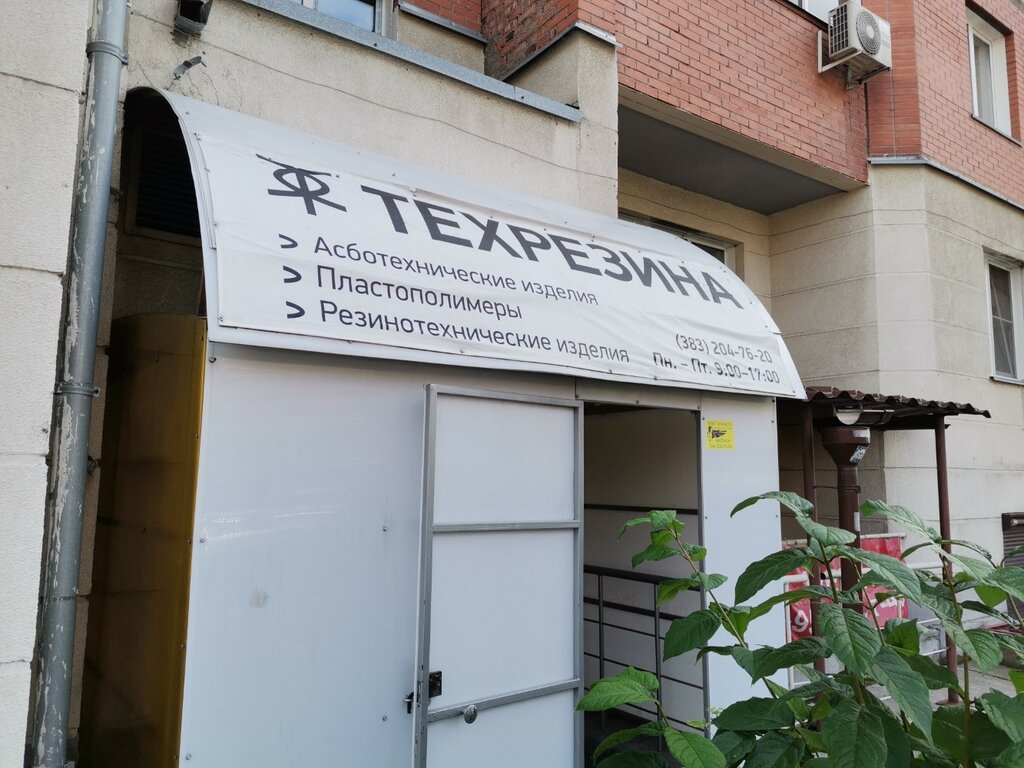 ТЕХРЕЗИНА
> Асботехнические изделия
> Пластополимеры
> Резинотехнические изделия
(383) 204-76-20
Пн. – Пт. 9.00–17:00